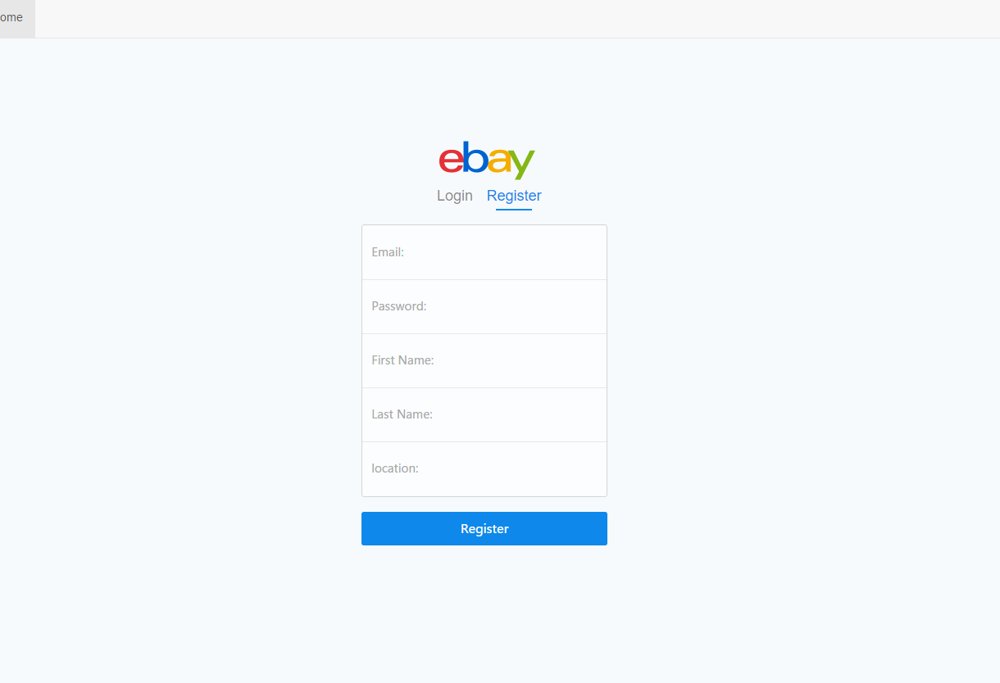 ome
ebay
Login Register
Email:
Password:
First Name:
Last Name:
location:
Register